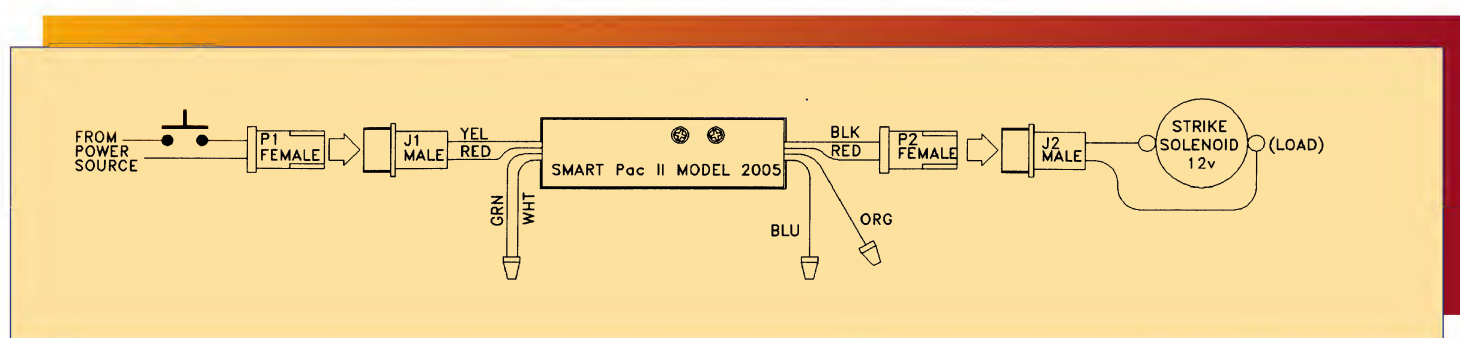 FROM
POWER
SOURCE
P1
FEMALE
J1
MALE
YEL
RED
GRN
WHT
SMART Pac II MODEL 2005
BLK
RED
BLU
ORG
P2
FEMALE
J2
MALE
STRIKE
SOLENOID
12v
(LOAD)